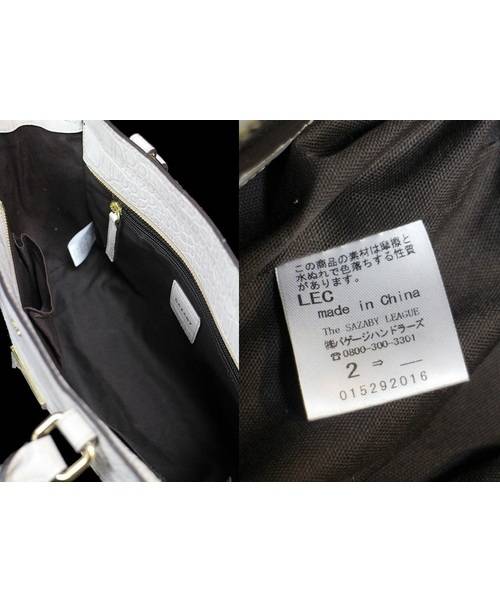 SAZABY
この商品の素材は摩擦と
水ぬれで色落ちする性質
があります。
LEC
made in China
The SAZABY LEAGUE
㈱バゲージハンドラーズ
☎0800-300-3301
2 ⇒ —
015292016